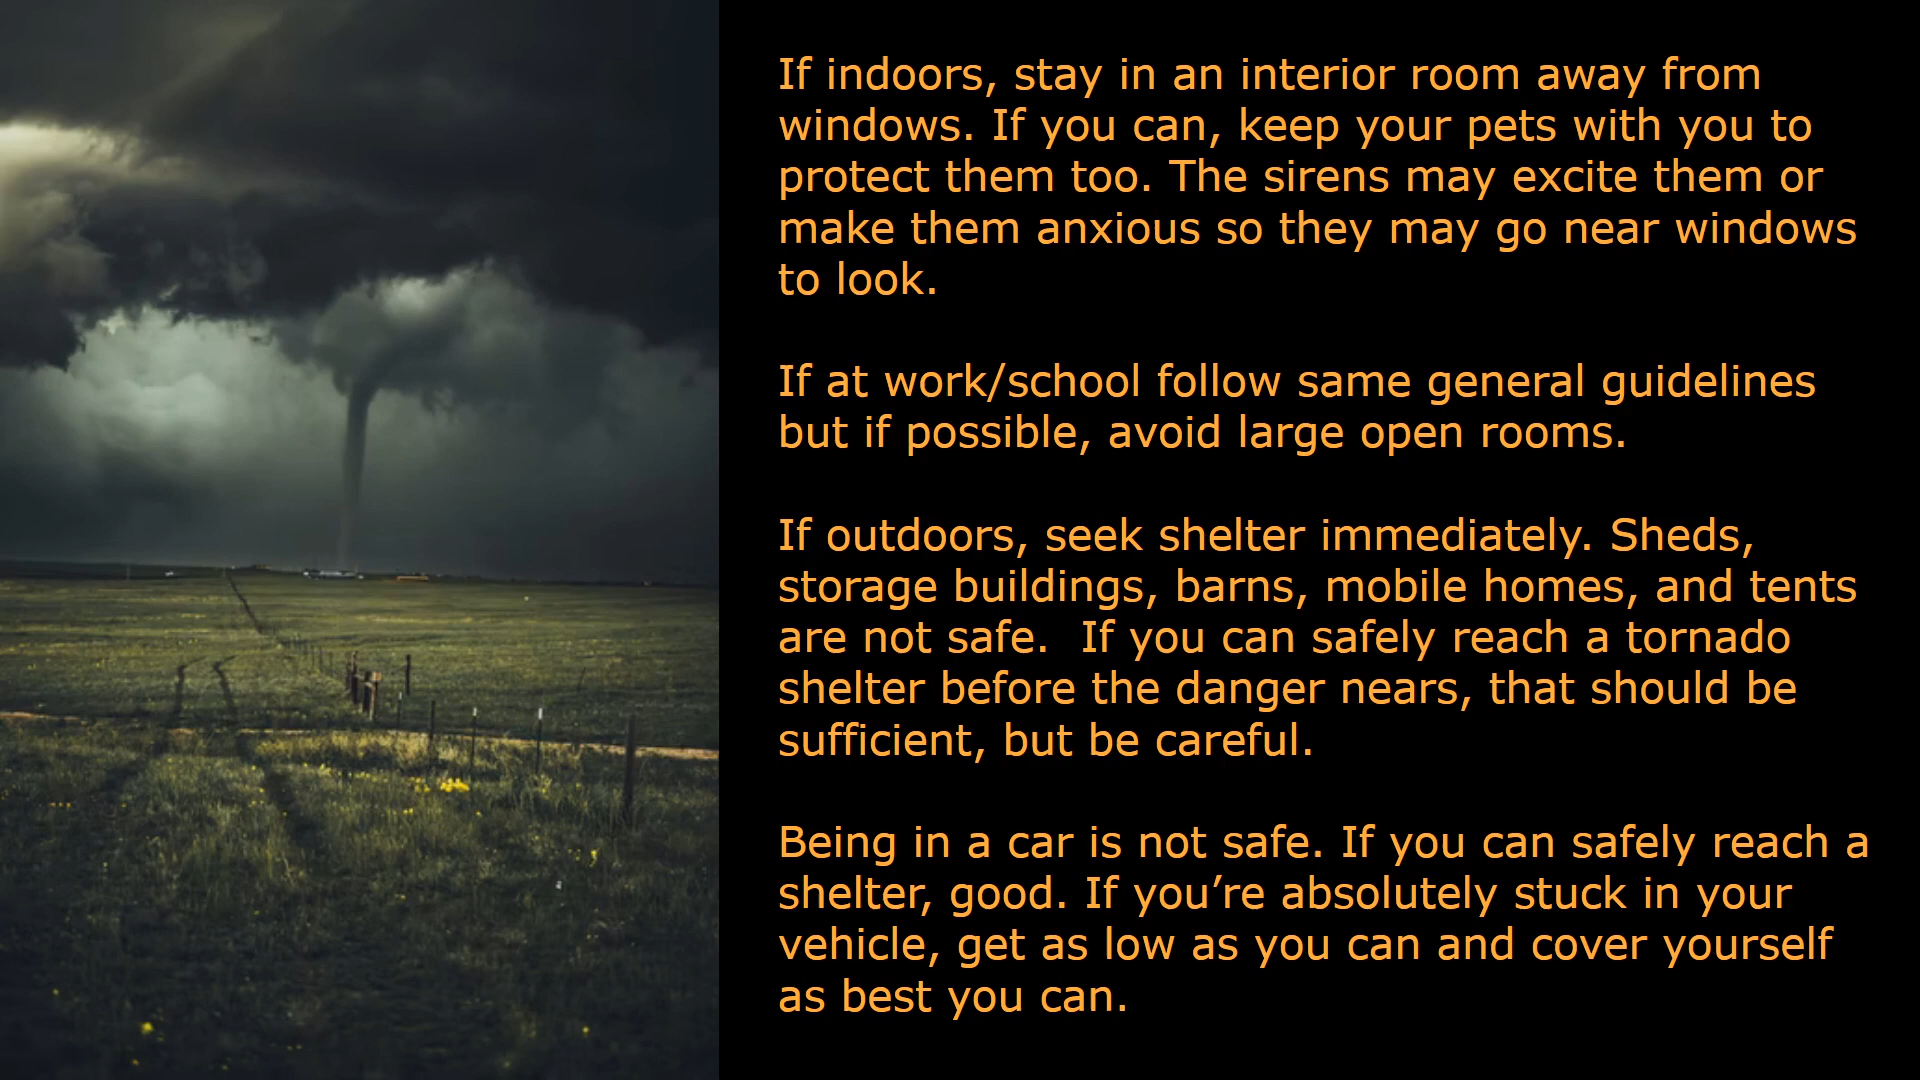 If indoors, stay in an interior room away from
windows. If you can, keep your pets with you to
protect them too. The sirens may excite them or
make them anxious so they may go near windows
to look.
If at work/school follow same general guidelines
but if possible, avoid large open rooms.
If outdoors, seek shelter immediately. Sheds,
storage buildings, barns, mobile homes, and tents
are not safe.  If you can safely reach a tornado
shelter before the danger nears, that should be
sufficient, but be careful.
Being in a car is not safe. If you can safely reach a
shelter, good. If you’re absolutely stuck in your
vehicle, get as low as you can and cover yourself
as best you can.